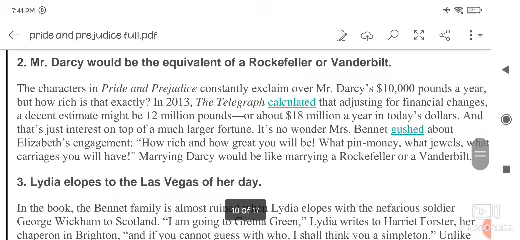 7:41 PM
pride and prejudice full.pdf
2. Mr. Darcy would be the equivalent of a Rockefeller or Vanderbilt.
The characters in Pride and Prejudice constantly exclaim over Mr. Darcy's $10,000 pounds a year,
but how rich is that exactly? In 2013, The Telegraph calculated that adjusting for financial changes,
a decent estimate might be 12 million pounds—or about $18 million a year in today's dollars. And
that's just interest on top of a much larger fortune. It's no wonder Mrs. Bennet gushed about
Elizabeth's engagement: “How rich and how great you will be! What pin-money, what jewels, what
carriages you will have!” Marrying Darcy would be like marrying a Rockefeller or a Vanderbilt.
3. Lydia elopes to the Las Vegas of her day.
In the book, the Bennet family is almost when Lydia elopes with the nefarious soldier
George Wickham to Scotland. “I am going to Gretna Green,” Lydia writes to Harriet Forster, her
chaperon in Brighton, “and if you cannot guess with who, I shall think you a simpleton.” Unlike